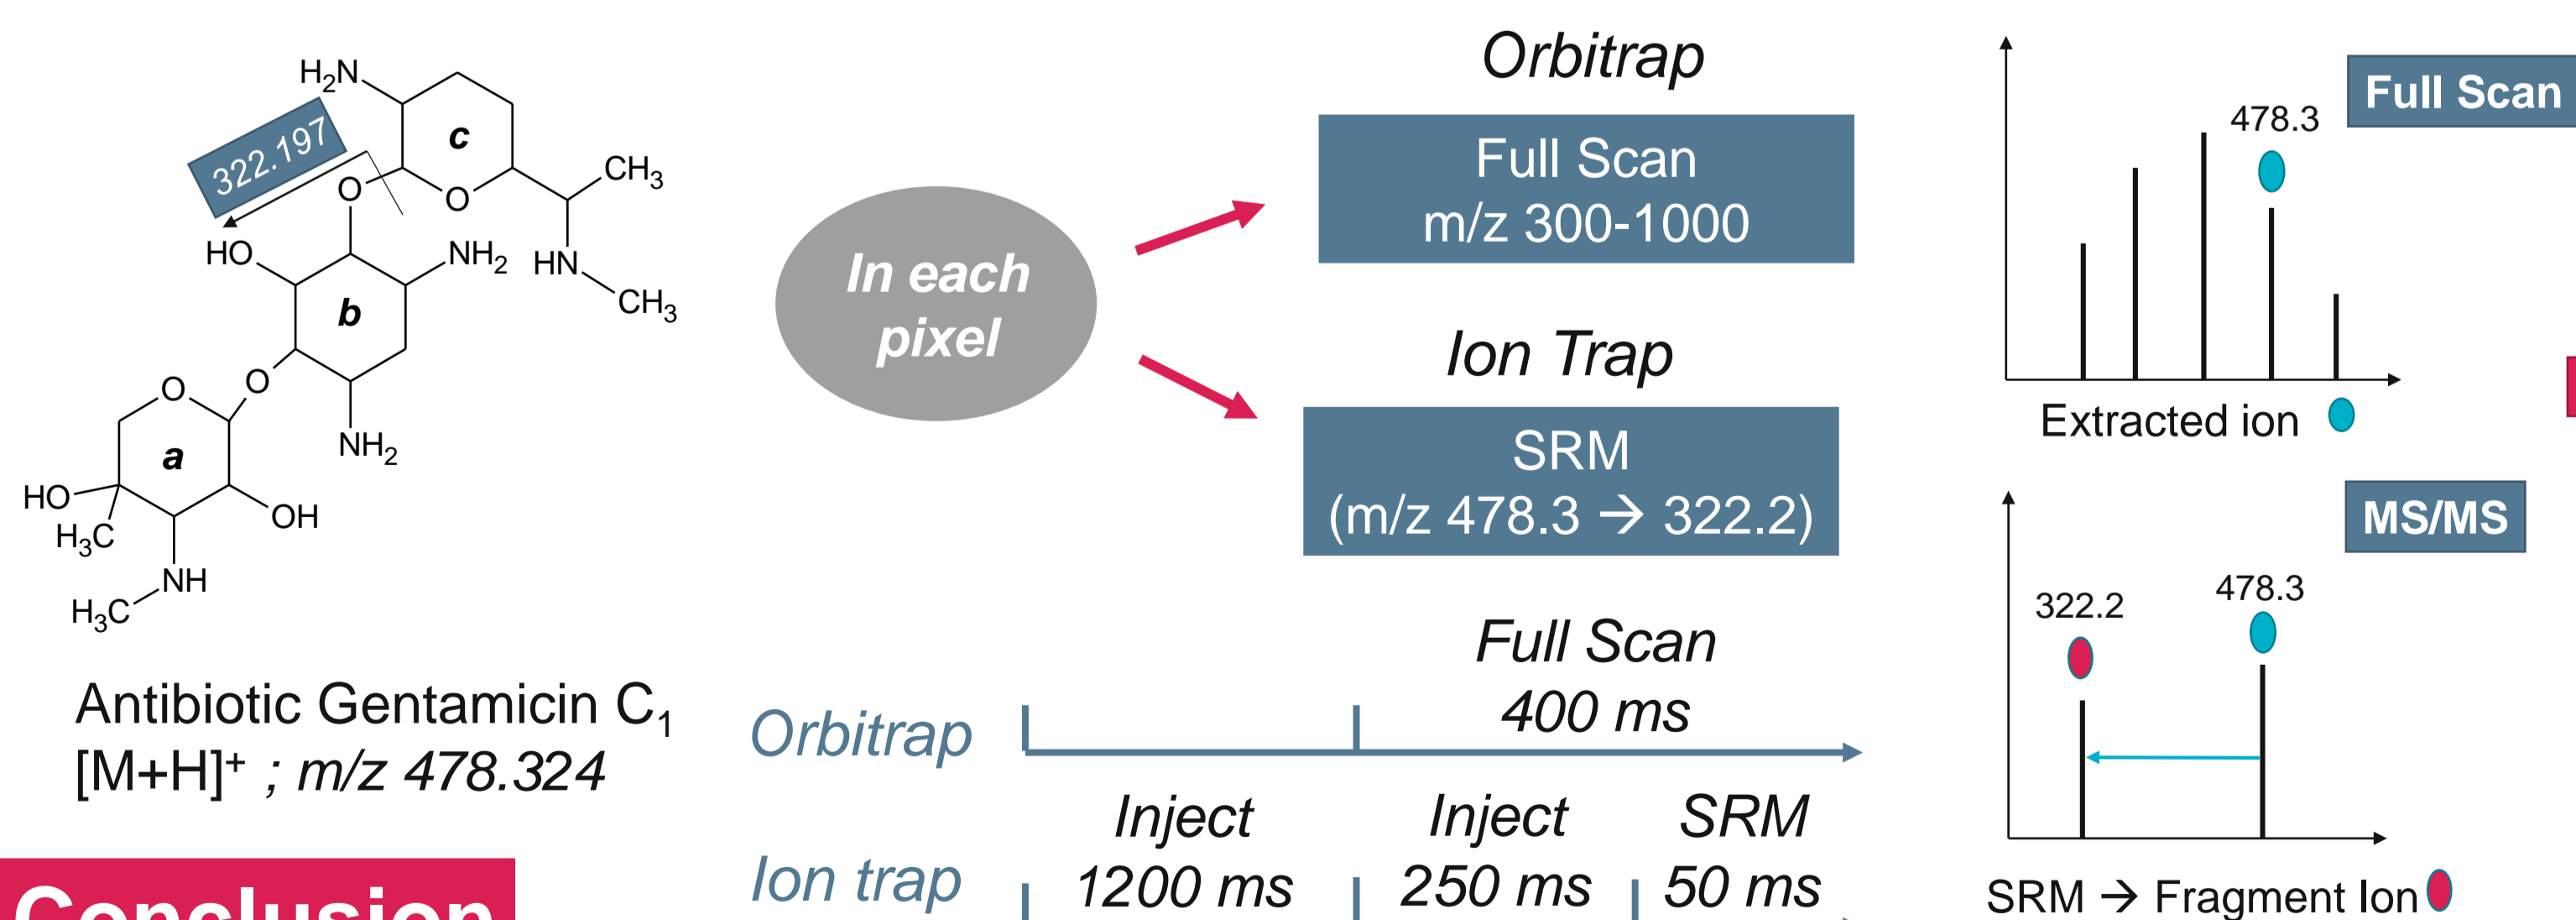 H2N
322.197
c
O
O
CH3
HO
NH2
HN
CH3
b
O
O
NH2
a
HO
H3C
OH
NH
H3C
Antibiotic Gentamicin C1
[M+H]+ ; m/z 478.324
Conclusion
In each
pixel
Orbitrap
Full Scan
m/z 300-1000
Ion Trap
SRM
(m/z 478.3 → 322.2)
Full Scan
400 ms
Orbitrap
Inject
1200 ms
Inject
250 ms
SRM
50 ms
Ion trap
Full Scan
478.3
Extracted ion
MS/MS
322.2
478.3
SRM → Fragment Ion